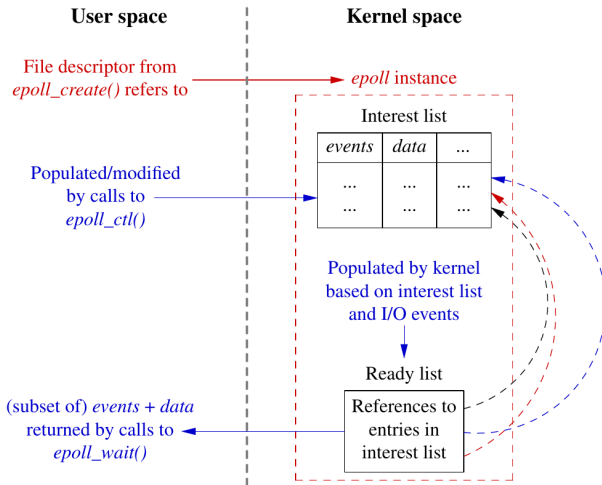 User space
Kernel space
File descriptor from
epoll_create() refers to
epoll instance
Interest list
events data ...
... ... ...
... ... ...
Populated/modified
by calls to
epoll_ctl()
Populated by kernel
based on interest list
and I/O events
Ready list
References to
entries in
interest list
(subset of) events + data
returned by calls to
epoll_wait()